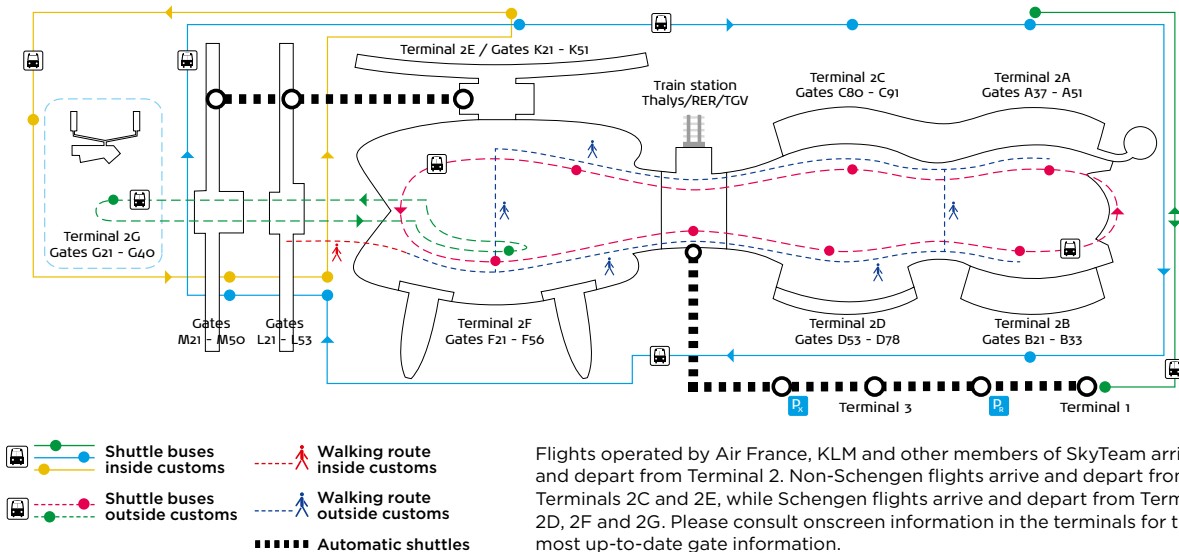 Terminal 2E / Gates K21 - K51
Train station
Thalys/RER/TGV
Terminal 2C
Gates C80 - C91
Terminal 2A
Gates A37 - A51
Terminal 2G
Gates G21 - G40
Gates
M21 - M50
Gates
L21 - L53
Terminal 2F
Gates F21 - F56
Terminal 2D
Gates D53 - D78
Terminal 2B
Gates B21 - B33
PX
Terminal 3
PR
Terminal 1
Shuttle buses
inside customs
Shuttle buses
outside customs
Walking route
inside customs
Walking route
outside customs
Automatic shuttles
Flights operated by Air France, KLM and other members of SkyTeam arri
and depart from Terminal 2. Non-Schengen flights arrive and depart fro
Terminals 2C and 2E, while Schengen flights arrive and depart from Term
2D, 2F and 2G. Please consult onscreen information in the terminals for t
most up-to-date gate information.